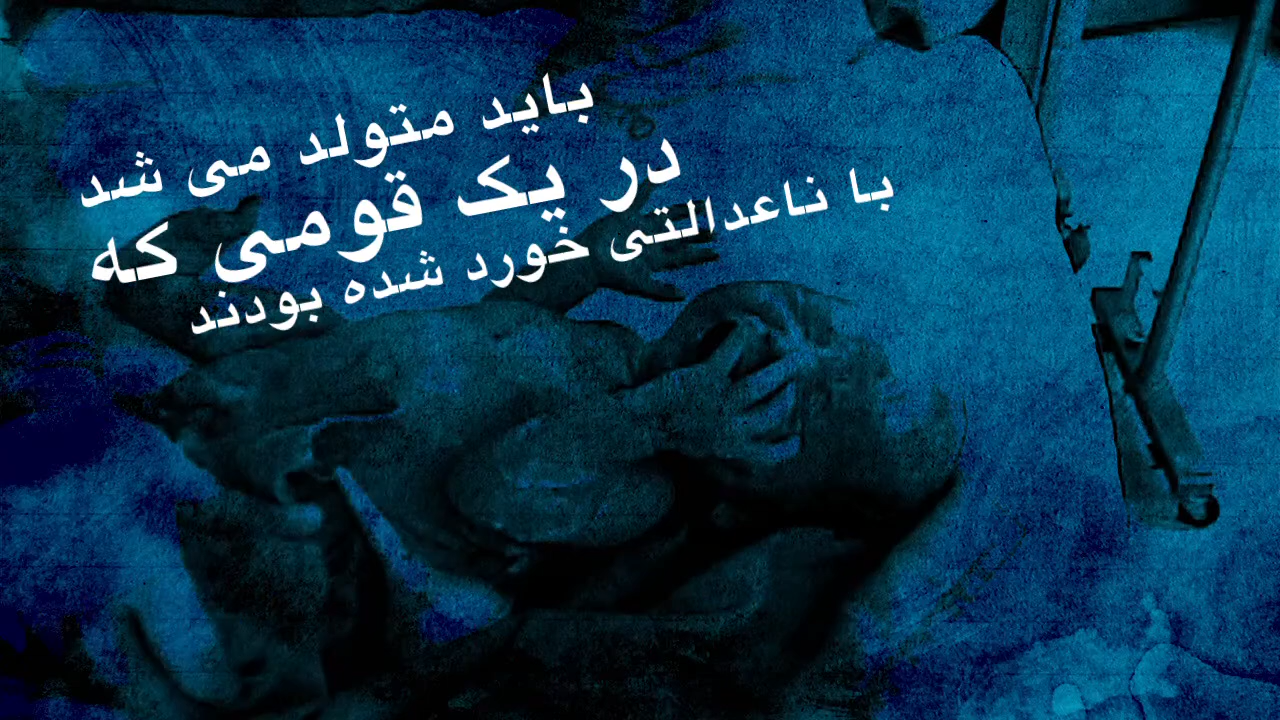 باید متولد می شد
در یک قومی که
با ناعدالتی خورد شده بودند